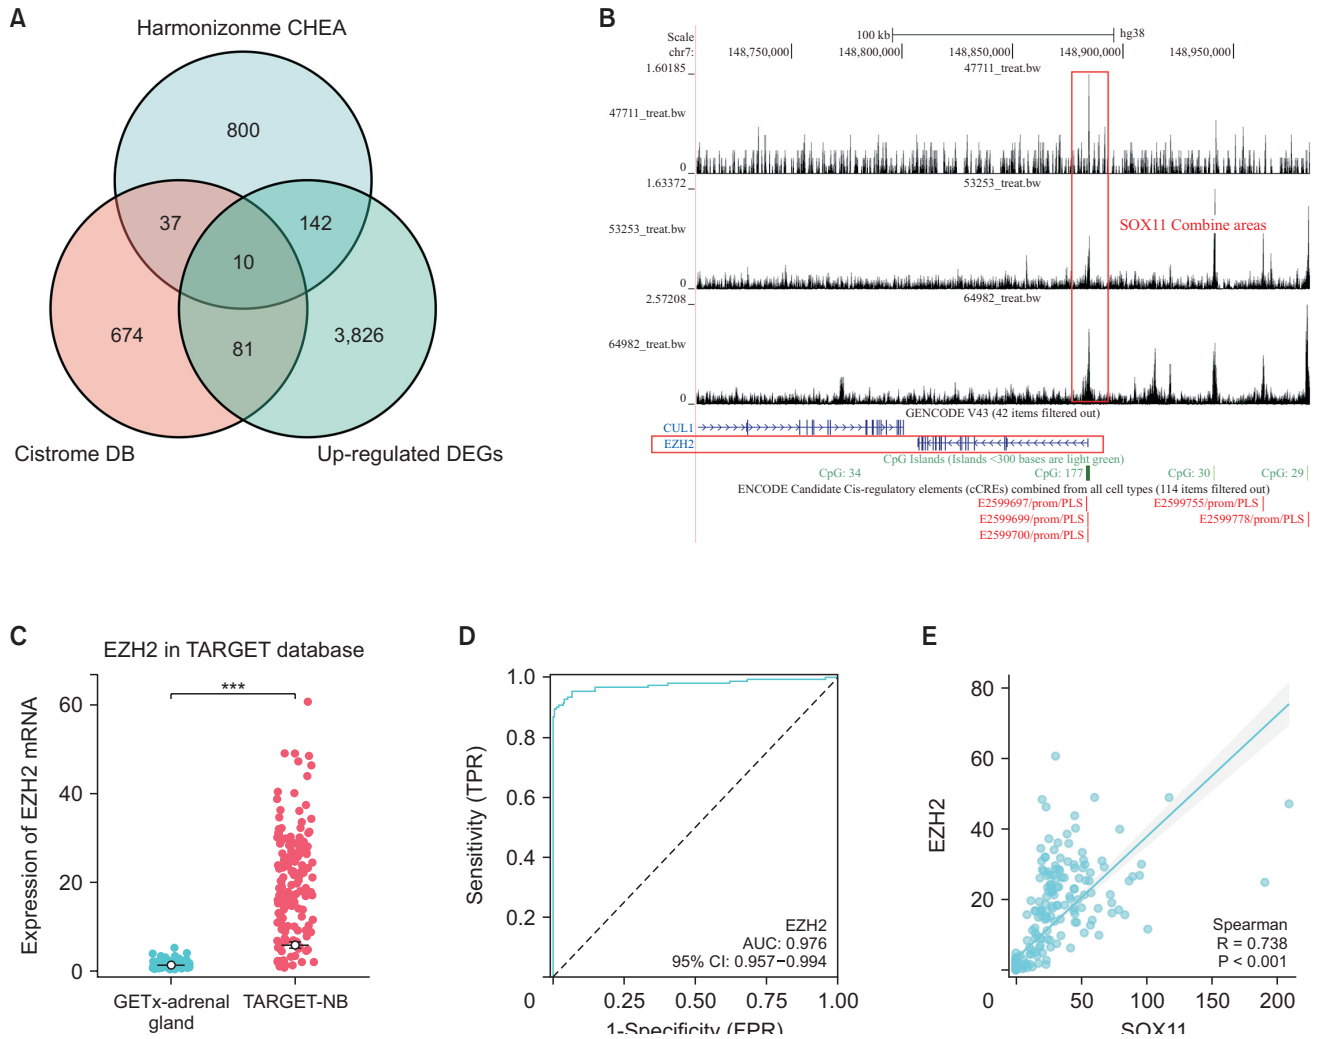 A
Harmonizonme CHEA
800
37
142
10
674
81
3,826
Cistrome DB
Up-regulated DEGs
B
Scale
100 kb
hg38
chr7:
148,750,000
148,800,000
148,850,000
148,900,000
148,950,000
1.60185
47711_treat.bw
47711_treat.bw
0
1.63372
53253_treat.bw
SOX11 Combine areas
53253_treat.bw
0
2.57208
64982_treat.bw
64982_treat.bw
0
GENCODE V43 (42 items filtered out)
CUL1
EZH2
CpG Islands (Islands <300 bases are light green)
CpG: 34
CpG: 177
CpG: 30
CpG: 29
ENCODE Candidate Cis-regulatory elements (cCREs) combined from all cell types (114 items filtered out)
E2599697/prom/PLS
E2599755/prom/PLS
E2599699/prom/PLS
E2599778/prom/PLS
E2599700/prom/PLS
C
EZH2 in TARGET database
***
Expression of EZH2 mRNA
60
40
20
0
GETx-adrenal
gland
TARGET-NB
D
Sensitivity (TPR)
1.0
0.8
0.6
0.4
0.2
EZH2
AUC: 0.976
95% CI: 0.957–0.994
0
0.25
0.50
0.75
1.00
1-Specificity (FPR)
E
EZH2
80
60
40
20
Spearman
R = 0.738
P < 0.001
0
50
100
150
200
SOX11